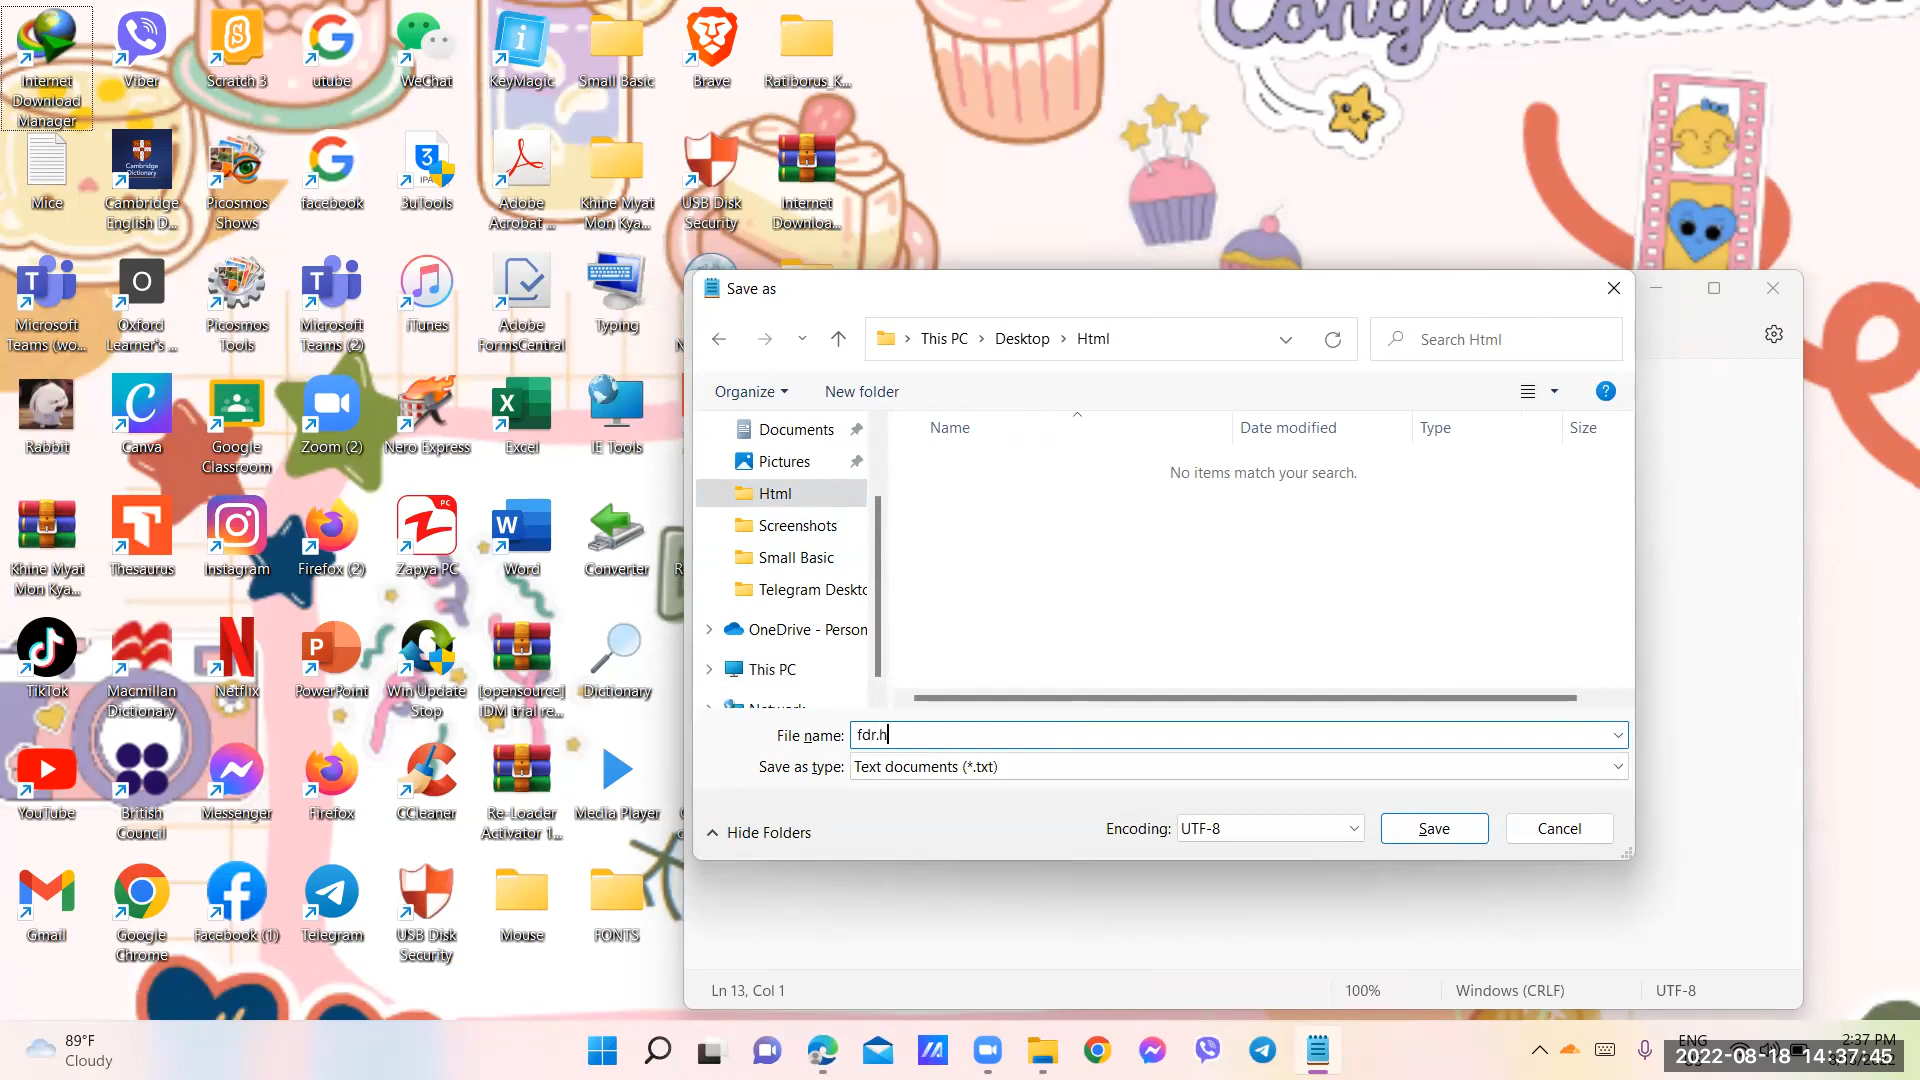 Congratulations
Internet
Download
Manager
Viber
Scratch 3
utube
WeChat
KeyMagic
Small Basic
Brave
Ratiborus_K...
Mice
Cambridge
English D...
Picosmos
Shows
facebook
3uTools
Adobe
Acrobat ...
Khine Myat
Mon Kya...
USB Disk
Security
Internet
Downloa...
Microsoft
Teams (wo...
Oxford
Learner's ...
Picosmos
Tools
Microsoft
Teams (2)
iTunes
Adobe
FormsCentral
Typing
Rabbit
Canva
Google
Classroom
Zoom (2)
Nero Express
Excel
IE Tools
Khine Myat
Mon Kya...
Thesaurus
Instagram
Firefox (2)
Zapya PC
Word
Converter
TikTok
Macmillan
Dictionary
Netflix
PowerPoint
Win Update
Stop
[opensource]
IDM trial re...
Dictionary
YouTube
British
Council
Messenger
Firefox
CCleaner
Re-Loader
Activator 1...
Media Player
Gmail
Google
Chrome
Facebook (1)
Telegram
USB Disk
Security
Mouse
FONTS
Save as
This PC
Desktop
Html
Search Html
Organize
New folder
Name
Date modified
Type
Size
No items match your search.
Documents
Pictures
Html
Screenshots
Small Basic
Telegram Deskto
OneDrive - Person
This PC
Network
File name: fdr.h
Save as type: Text documents (*.txt)
Hide Folders
Encoding: UTF-8
Save
Cancel
Ln 13, Col 1
100%
Windows (CRLF)
UTF-8
89°F
Cloudy
ENG
2:37 PM
2022-08-18 14:37:45